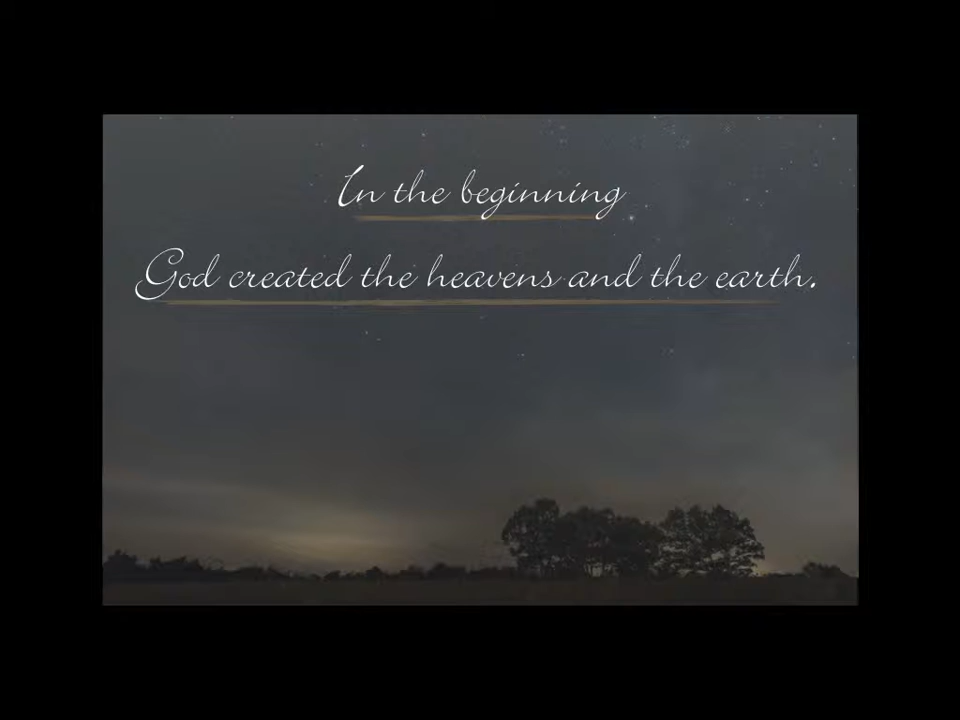 In the beginning
God created the heavens and the earth.